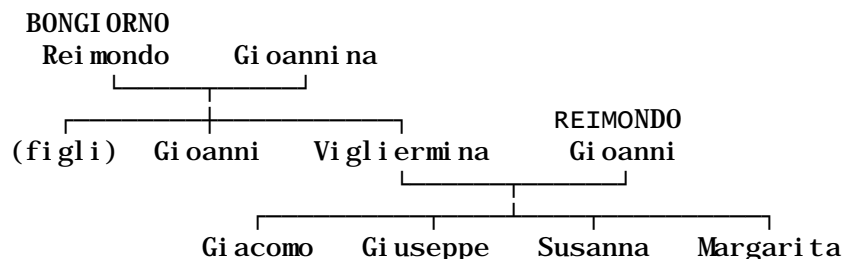 BONGIORNO
Reimondo Gioannina
REIMONDO
(figli) Gioanni Vigliermina Gioanni
Giacomo Giuseppe Susanna Margarita